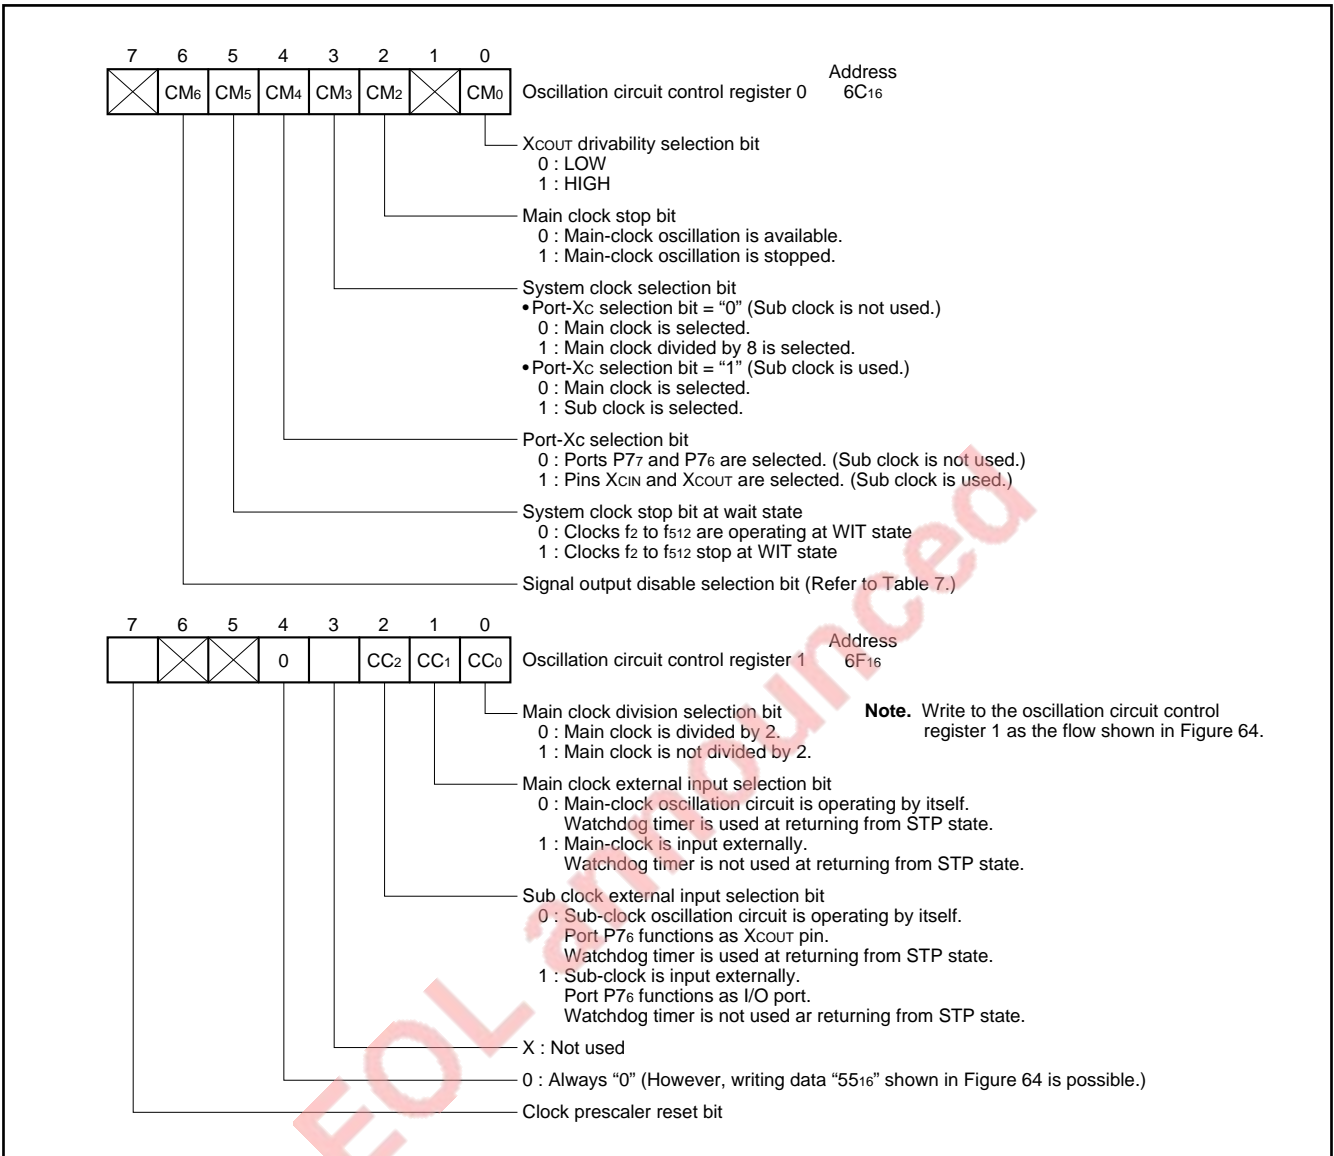 7 6 5 4 3 2 1 0
Address
CM6 CM5 CM4 CM3 CM2 CM0 Oscillation circuit control register 0 6C16
XCOUT drivability selection bit
0 : LOW
1 : HIGH
Main clock stop bit
0 : Main-clock oscillation is available.
1 : Main-clock oscillation is stopped.
System clock selection bit
•Port-XC selection bit = “0” (Sub clock is not used.)
0 : Main clock is selected.
1 : Main clock divided by 8 is selected.
•Port-XC selection bit = “1” (Sub clock is used.)
0 : Main clock is selected.
1 : Sub clock is selected.
Port-Xc selection bit
0 : Ports P77 and P76 are selected. (Sub clock is not used.)
1 : Pins XCIN and XCOUT are selected. (Sub clock is used.)
System clock stop bit at wait state
0 : Clocks f2 to f512 are operating at WIT state
1 : Clocks f2 to f512 stop at WIT state
Signal output disable selection bit (Refer to Table 7.)
7 6 5 4 3 2 1 0
Address
0 CC2 CC1 CC0 Oscillation circuit control register 1 6F16
Main clock division selection bit
0 : Main clock is divided by 2.
1 : Main clock is not divided by 2.
Note. Write to the oscillation circuit control
register 1 as the flow shown in Figure 64.
Main clock external input selection bit
0 : Main-clock oscillation circuit is operating by itself.
Watchdog timer is used at returning from STP state.
1 : Main-clock is input externally.
Watchdog timer is not used at returning from STP state.
Sub clock external input selection bit
0 : Sub-clock oscillation circuit is operating by itself.
Port P76 functions as XCOUT pin.
Watchdog timer is used at returning from STP state.
1 : Sub-clock is input externally.
Port P76 functions as I/O port.
Watchdog timer is not used ar returning from STP state.
X : Not used
0 : Always “0” (However, writing data “5516” shown in Figure 64 is possible.)
Clock prescaler reset bit
EOL announced